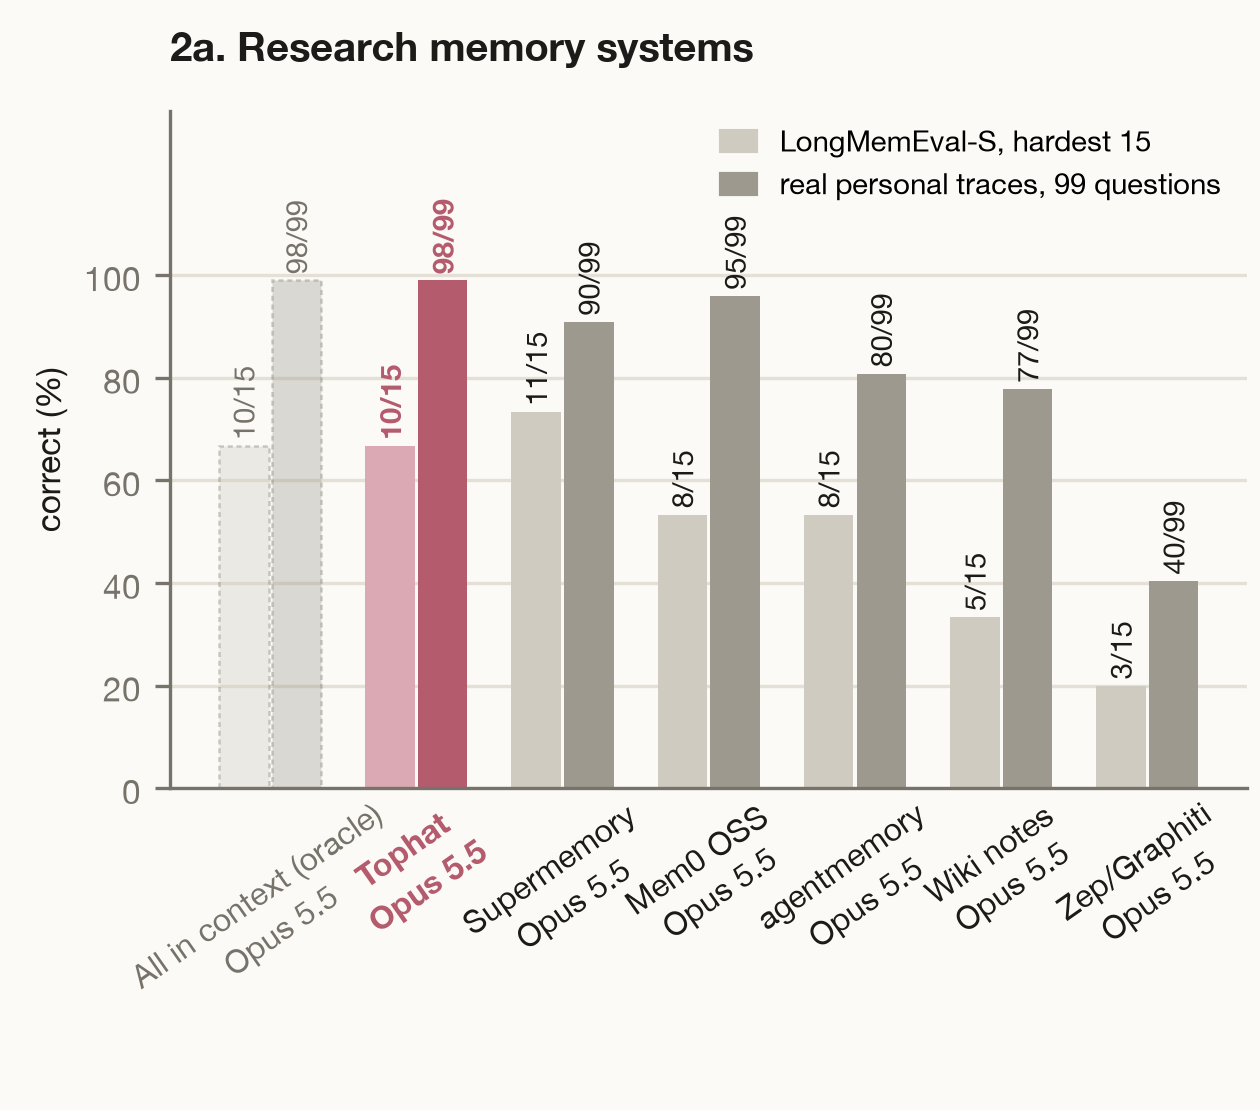 2a. Research memory systems
LongMemEval-S, hardest 15
real personal traces, 99 questions
correct (%)
100
80
60
40
20
0
10/15
98/99
10/15
98/99
11/15
90/99
8/15
95/99
8/15
80/99
5/15
77/99
3/15
40/99
All in context (oracle)
Opus 5.5
Tophat
Opus 5.5
Supermemory
Opus 5.5
Mem0 OSS
Opus 5.5
agentmemory
Opus 5.5
Wiki notes
Opus 5.5
Zep/Graphiti
Opus 5.5